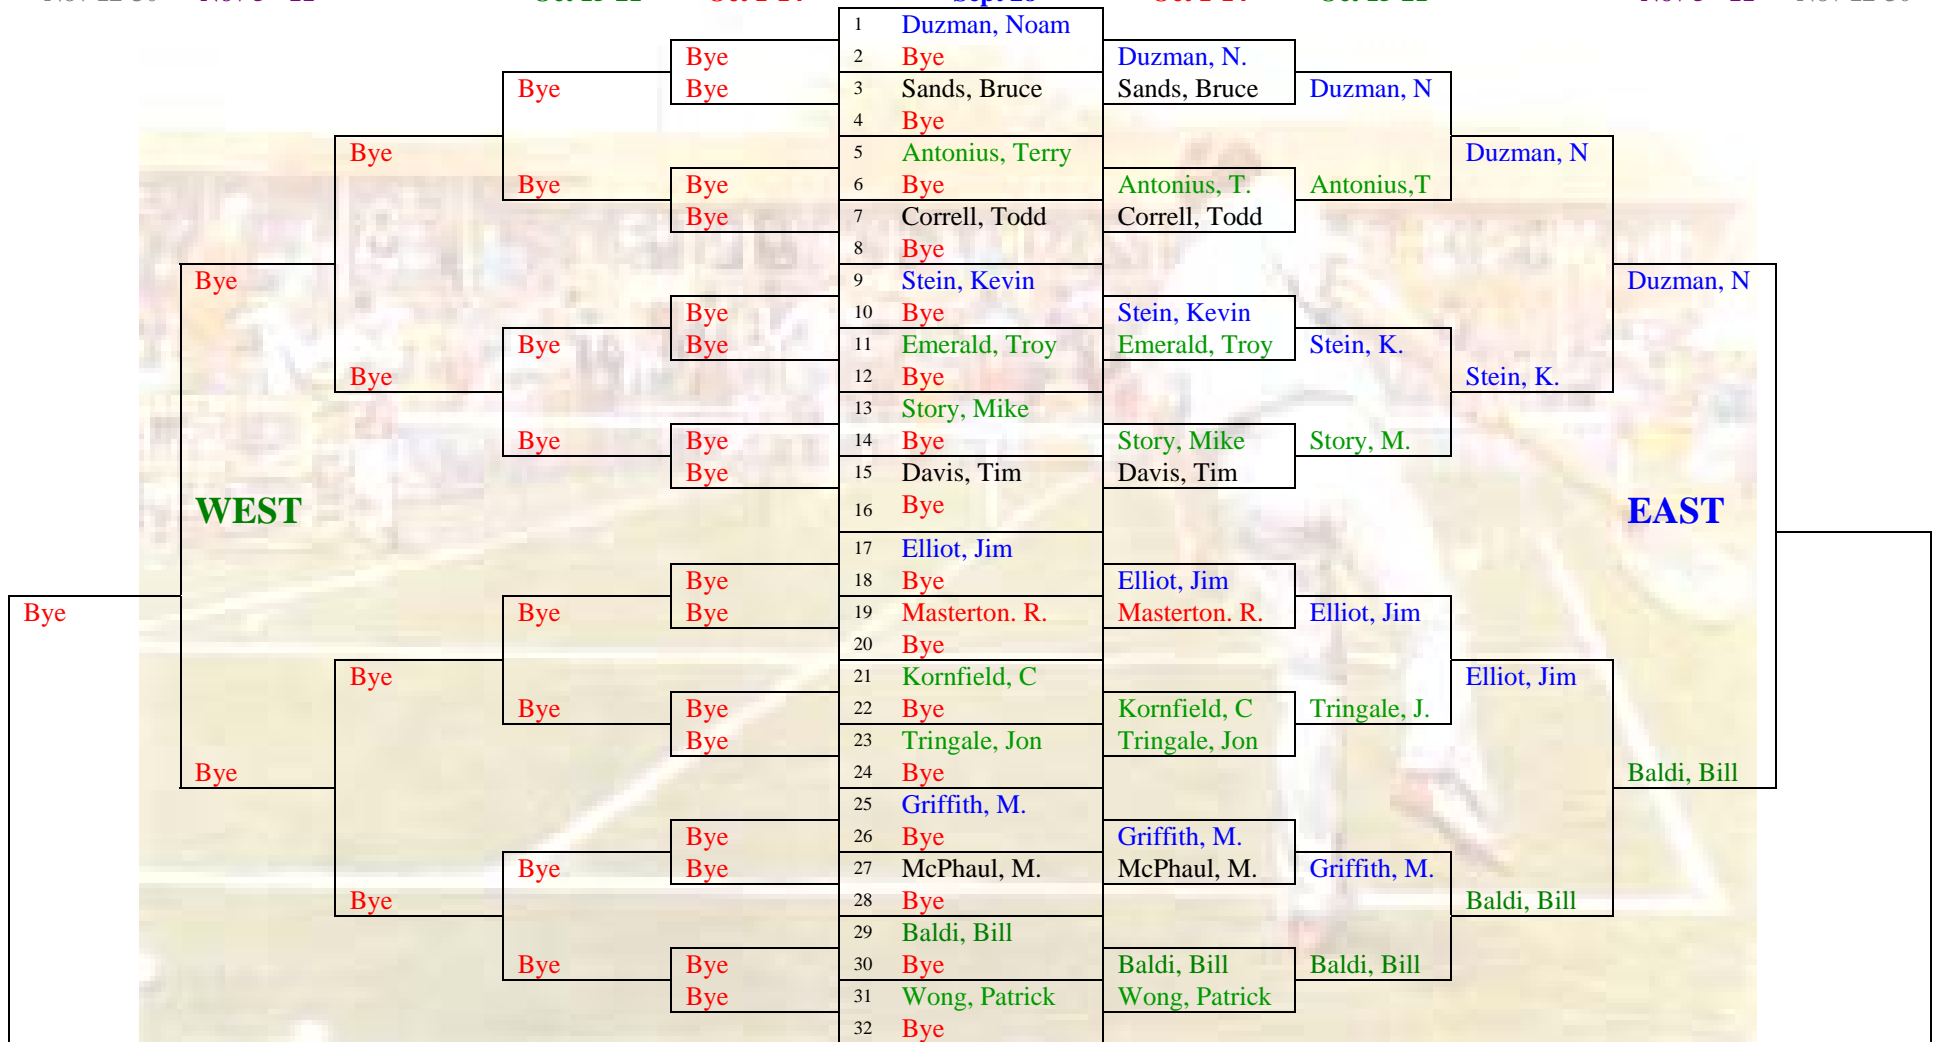 1 Duzman, Noam
Bye 2 Bye Duzman, N.
Bye Bye 3 Sands, Bruce Sands, Bruce Duzman, N
4 Bye
Bye 5 Antonius, Terry Duzman, N
Bye Bye 6 Bye Antonius, T. Antonius,T
Bye 7 Correll, Todd Correll, Todd
8 Bye
Bye 9 Stein, Kevin Duzman, N
Bye 10 Bye Stein, Kevin
Bye Bye 11 Emerald, Troy Emerald, Troy Stein, K.
Bye 12 Bye Stein, K.
13 Story, Mike
Bye Bye 14 Bye Story, Mike Story, M.
Bye 15 Davis, Tim Davis, Tim
WEST 16 Bye EAST
17 Elliot, Jim
Bye 18 Bye Elliot, Jim
Bye Bye Bye 19 Masterton. R. Masterton. R. Elliot, Jim
20 Bye
Bye 21 Kornfield, C Elliot, Jim
Bye Bye 22 Bye Kornfield, C Tringale, J.
Bye 23 Tringale, Jon Tringale, Jon
Bye 24 Bye Baldi, Bill
25 Griffith, M.
Bye 26 Bye Griffith, M.
Bye Bye 27 McPhaul, M. McPhaul, M. Griffith, M.
Bye 28 Bye Baldi, Bill
29 Baldi, Bill
Bye Bye 30 Bye Baldi, Bill Baldi, Bill
Bye 31 Wong, Patrick Wong, Patrick
32 Bye